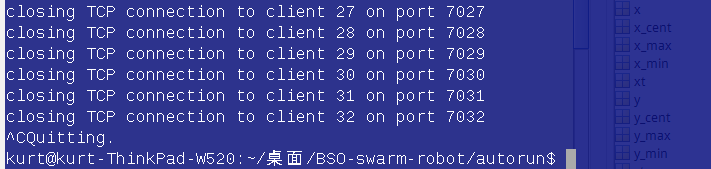 closing TCP connection to client 27 on port 7027
closing TCP connection to client 28 on port 7028
closing TCP connection to client 29 on port 7029
closing TCP connection to client 30 on port 7030
closing TCP connection to client 31 on port 7031
closing TCP connection to client 32 on port 7032
^CQuitting.
kurt@kurt-ThinkPad-W520:~/桌面/BSO-swarm-robot/autorun$
x
x_cent
x_max
x_min
xt
y
y_cent
y_max
y_min